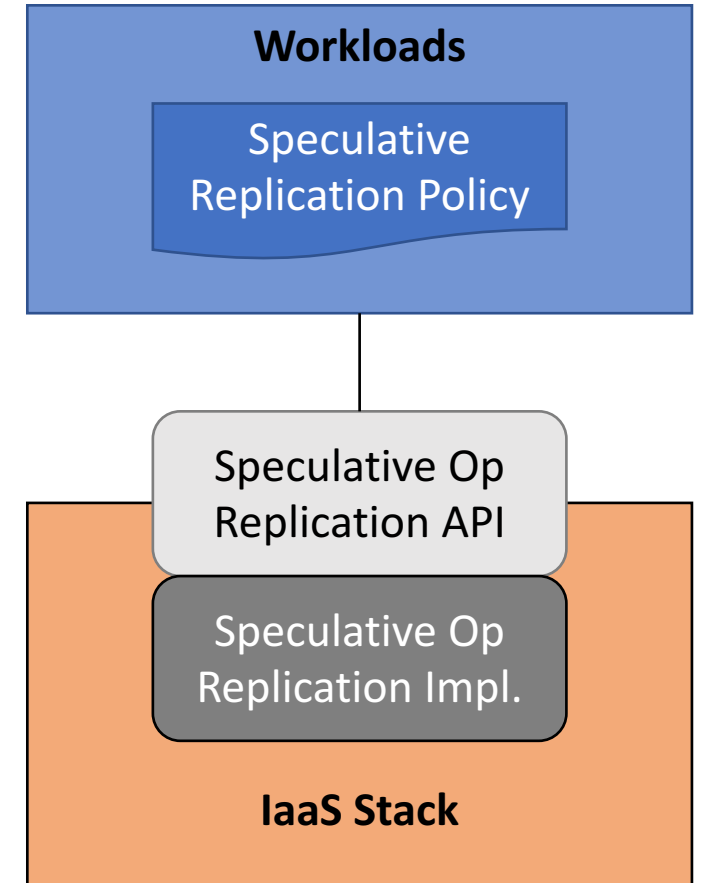 Workloads
Speculative
Replication Policy
Speculative Op
Replication API
Speculative Op
Replication Impl.
IaaS Stack